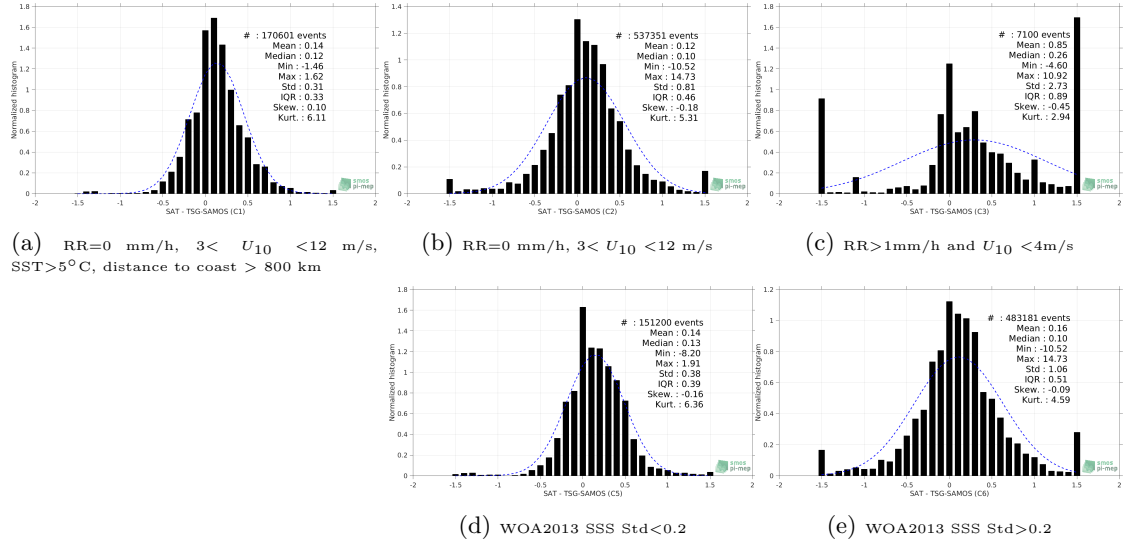 1.8
1.6
1.4
1.2
1
0.8
0.6
0.4
0.2
0
Normalized histogram
# : 170601 events
Mean : 0.14
Median : 0.12
Min : -1.46
Max : 1.62
Std : 0.31
IQR : 0.33
Skew. : 0.10
Kurt. : 6.11
smos
pi-mep
-2 -1.5 -1 -0.5 0 0.5 1 1.5 2
SAT - TSG-SAMOS (C1)
(a) RR=0 mm/h, 3< U10 <12 m/s,
SST>5°C, distance to coast > 800 km
1.4
1.2
1
0.8
0.6
0.4
0.2
0
Normalized histogram
# : 537351 events
Mean : 0.12
Median : 0.10
Min : -10.52
Max : 14.73
Std : 0.81
IQR : 0.46
Skew. : -0.18
Kurt. : 5.31
smos
pi-mep
-2 -1.5 -1 -0.5 0 0.5 1 1.5 2
SAT - TSG-SAMOS (C2)
(b) RR=0 mm/h, 3< U10 <12 m/s
1.8
1.6
1.4
1.2
1
0.8
0.6
0.4
0.2
0
Normalized histogram
# : 7100 events
Mean : 0.85
Median : 0.26
Min : -4.60
Max : 10.92
Std : 2.73
IQR : 0.89
Skew. : -0.45
Kurt. : 2.94
smos
pi-mep
-2 -1.5 -1 -0.5 0 0.5 1 1.5 2
SAT - TSG-SAMOS (C3)
(c) RR>1mm/h and U10 <4m/s
1.8
1.6
1.4
1.2
1
0.8
0.6
0.4
0.2
0
Normalized histogram
# : 151200 events
Mean : 0.14
Median : 0.13
Min : -8.20
Max : 1.91
Std : 0.38
IQR : 0.39
Skew. : -0.16
Kurt. : 6.36
smos
pi-mep
-2 -1.5 -1 -0.5 0 0.5 1 1.5 2
SAT - TSG-SAMOS (C5)
(d) WOA2013 SSS Std<0.2
1.2
1
0.8
0.6
0.4
0.2
0
Normalized histogram
# : 483181 events
Mean : 0.16
Median : 0.10
Min : -10.52
Max : 14.73
Std : 1.06
IQR : 0.51
Skew. : -0.09
Kurt. : 4.59
smos
pi-mep
-2 -1.5 -1 -0.5 0 0.5 1 1.5 2
SAT - TSG-SAMOS (C6)
(e) WOA2013 SSS Std>0.2